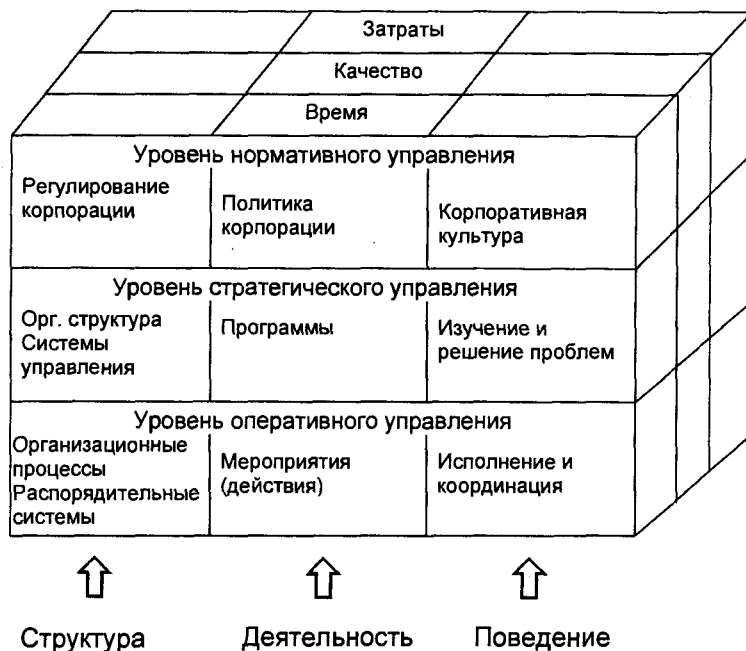 Затраты
Качество
Время
Уровень нормативного управления
Регулирование
корпорации
Политика
корпорации
Корпоративная
культура
Уровень стратегического управления
Орг. структура
Системы
управления
Программы
Изучение и
решение проблем
Уровень оперативного управления
Организационные
процессы
Распорядительные
системы
Мероприятия
(действия)
Исполнение и
координация
Структура
Деятельность
Поведение